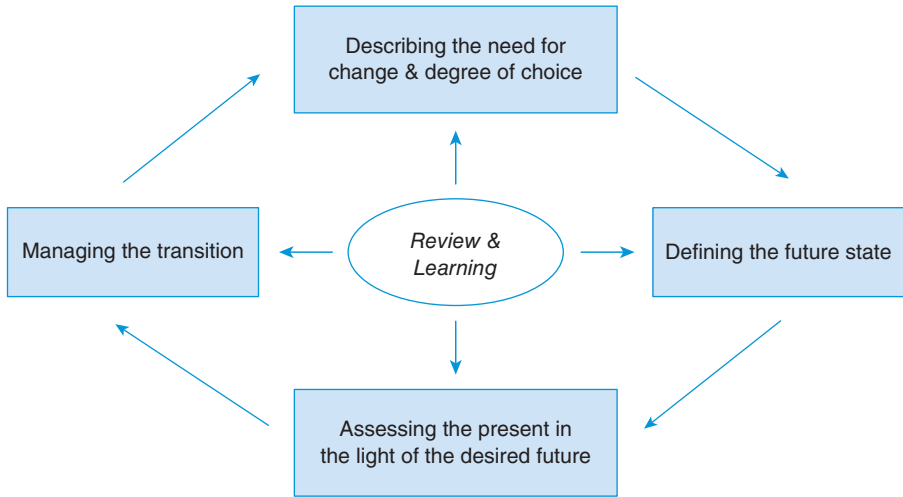 Describing the need for
change & degree of choice
Managing the transition
Review &
Learning
Defining the future state
Assessing the present in
the light of the desired future